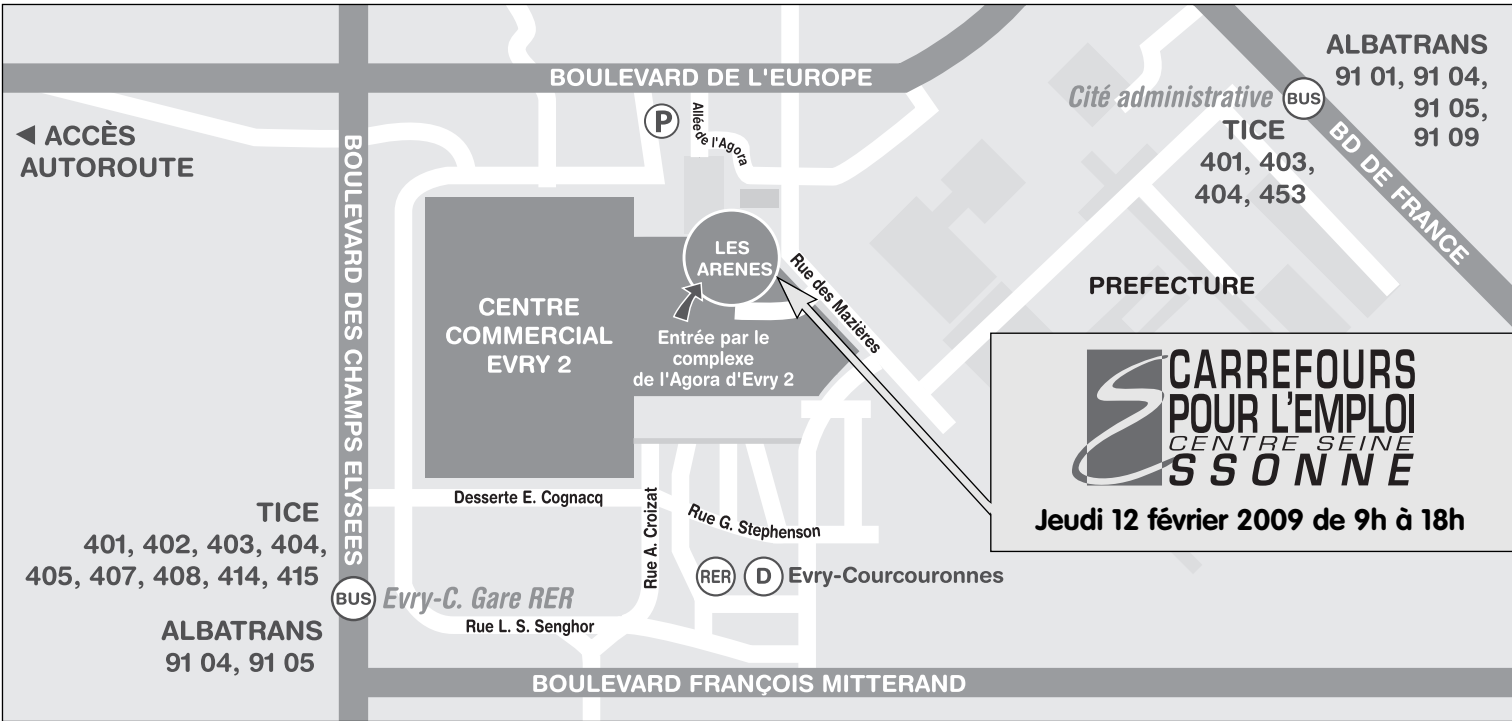 BOULEVARD DE L'EUROPE
ALBATRANS
91 01, 91 04,
91 05,
91 09
Cité administrative
BUS
TICE
401, 403,
404, 453
BD DE FRANCE
◄ ACCÈS
AUTOROUTE
P
Allée de l'Agora
BOULEVARD DES CHAMPS ELYSEES
LES
ARENES
Rue des Mazières
PREFECTURE
CENTRE
COMMERCIAL
EVRY 2
Entrée par le
complexe
de l'Agora d'Evry 2
CARREFOURS
POUR L'EMPLOI
CENTRE SEINE
ESSONNE
Jeudi 12 février 2009 de 9h à 18h
Desserte E. Cognacq
Rue A. Croizat
Rue G. Stephenson
TICE
401, 402, 403, 404,
405, 407, 408, 414, 415
BUS
Evry-C. Gare RER
RER
D
Evry-Courcouronnes
ALBATRANS
91 04, 91 05
Rue L. S. Senghor
BOULEVARD FRANÇOIS MITTERAND